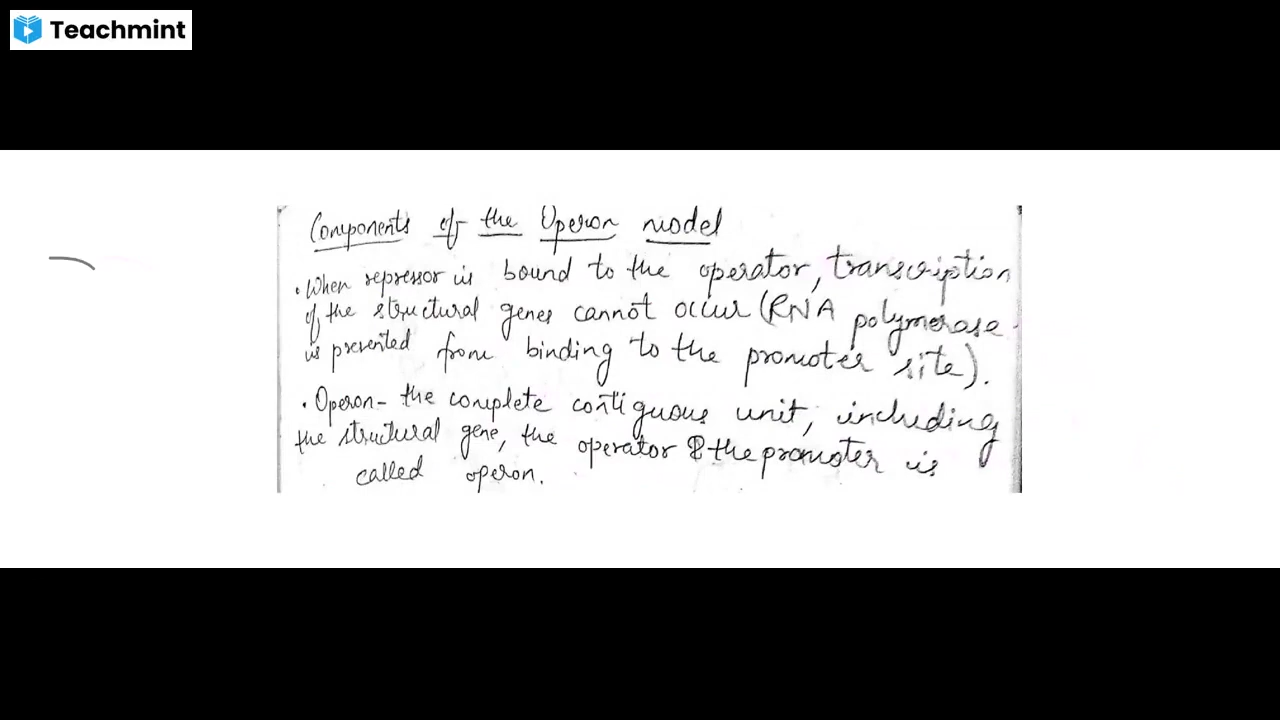 Teachmint
Components of the Operon model
• When repressor is bound to the operator, transcription
of the structural genes cannot occur (RNA polymerase
is prevented from binding to the promoter site).
• Operon - the complete contiguous unit, including
the structural gene, the operator & the promoter is
called operon.